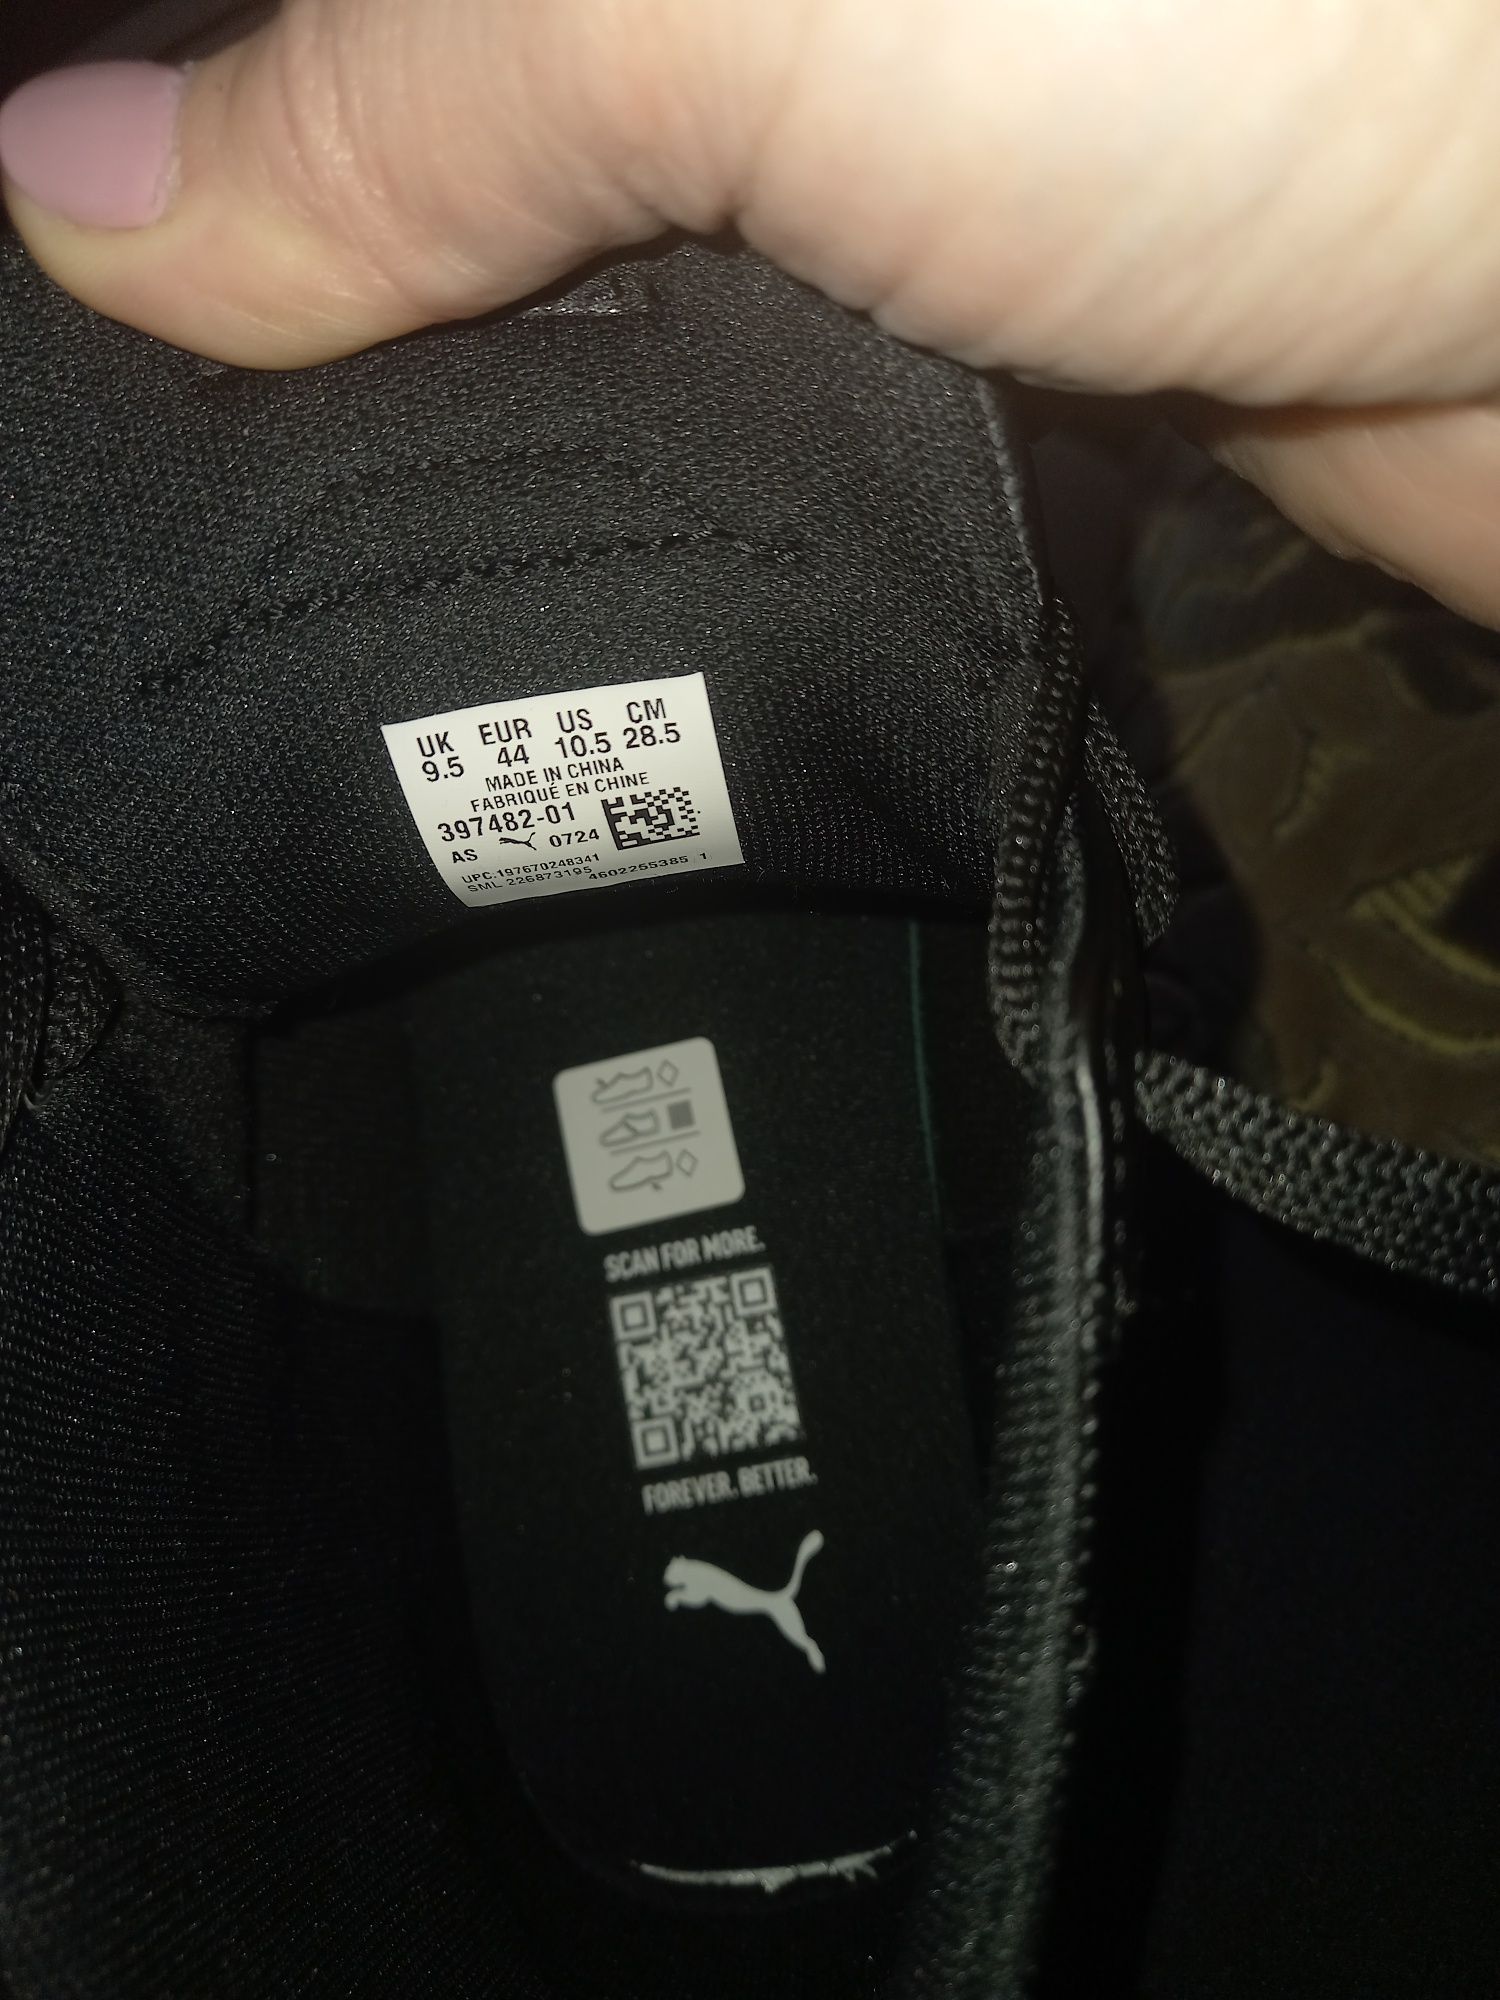 UK EUR US CM
9.5 44 10.5 28.5
MADE IN CHINA
FABRIQUÉ EN CHINE
397482-01
AS 0724
UPC.197670248341
SML 226873195 4602265385 1
SCAN FOR MORE.
FOREVER. BETTER.